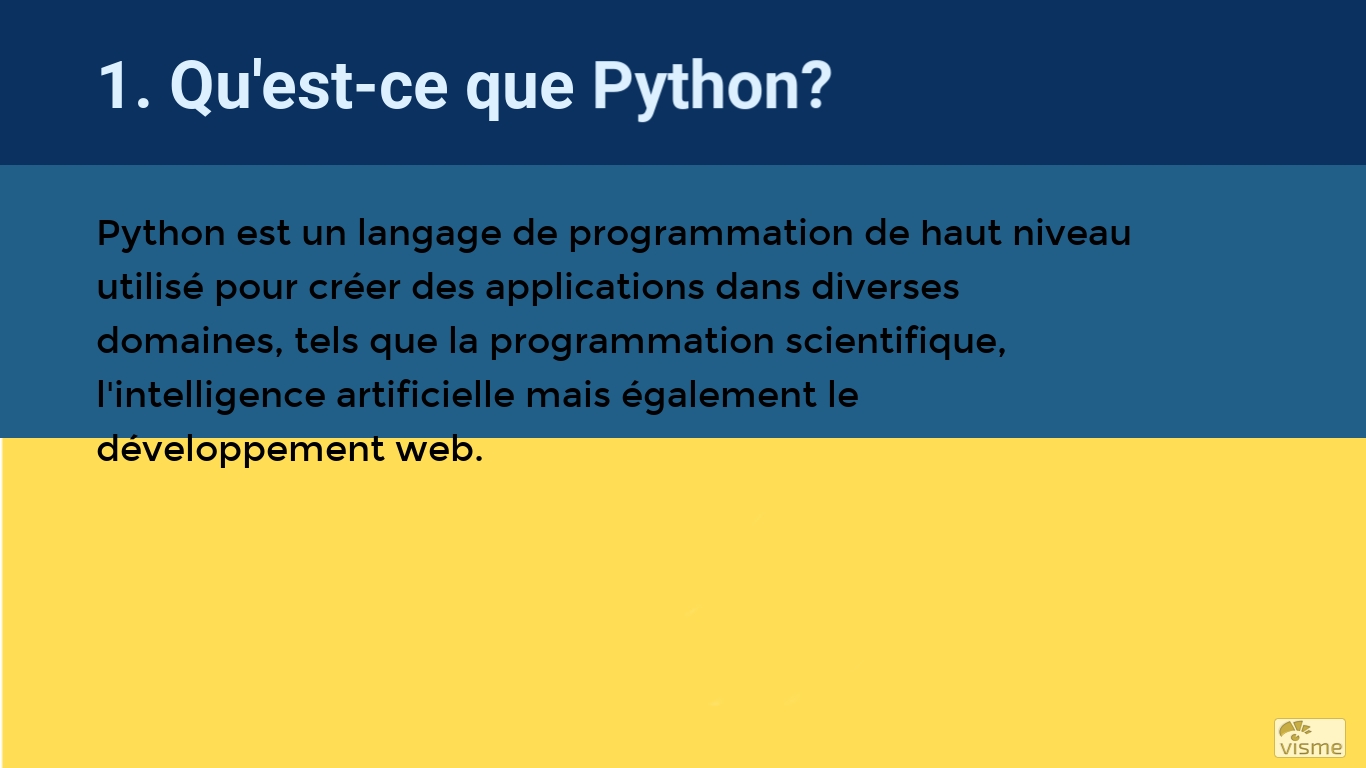 1. Qu'est-ce que Python?
Python est un langage de programmation de haut niveau
utilisé pour créer des applications dans diverses
domaines, tels que la programmation scientifique,
l'intelligence artificielle mais également le
développement web.
visme